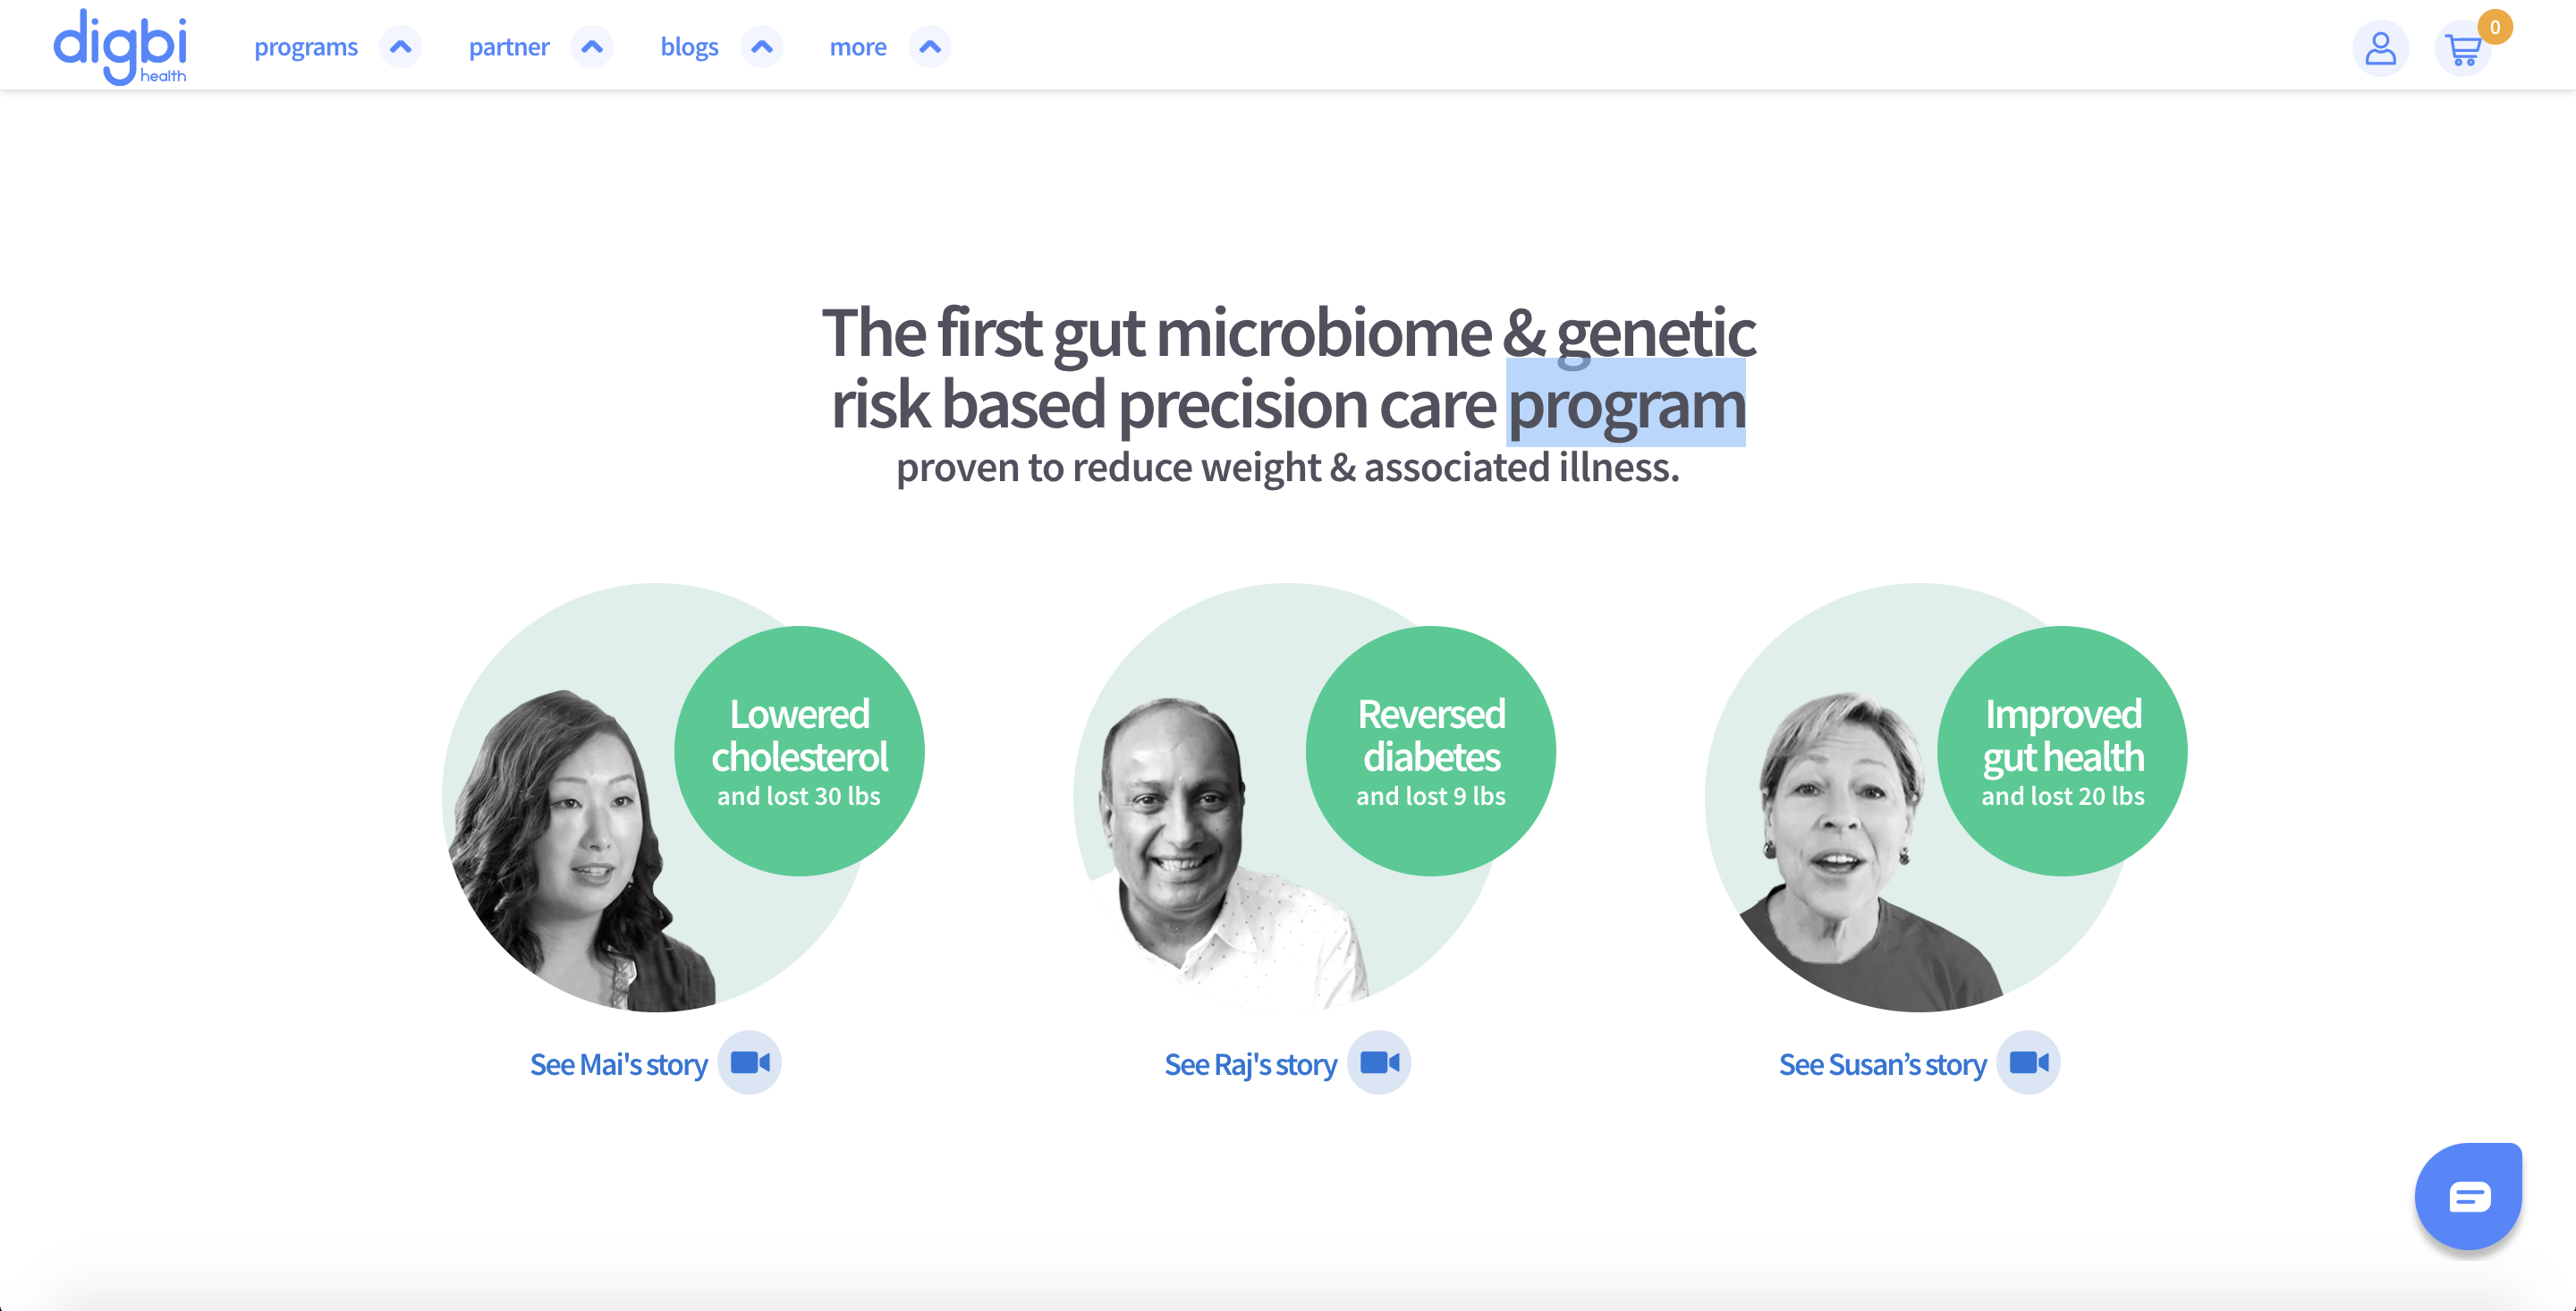 digbi
health
programs
partner
blogs
more
0
The first gut microbiome & genetic
risk based precision care program
proven to reduce weight & associated illness.
Lowered
cholesterol
and lost 30 lbs
Reversed
diabetes
and lost 9 lbs
Improved
gut health
and lost 20 lbs
See Mai's story
See Raj's story
See Susan’s story